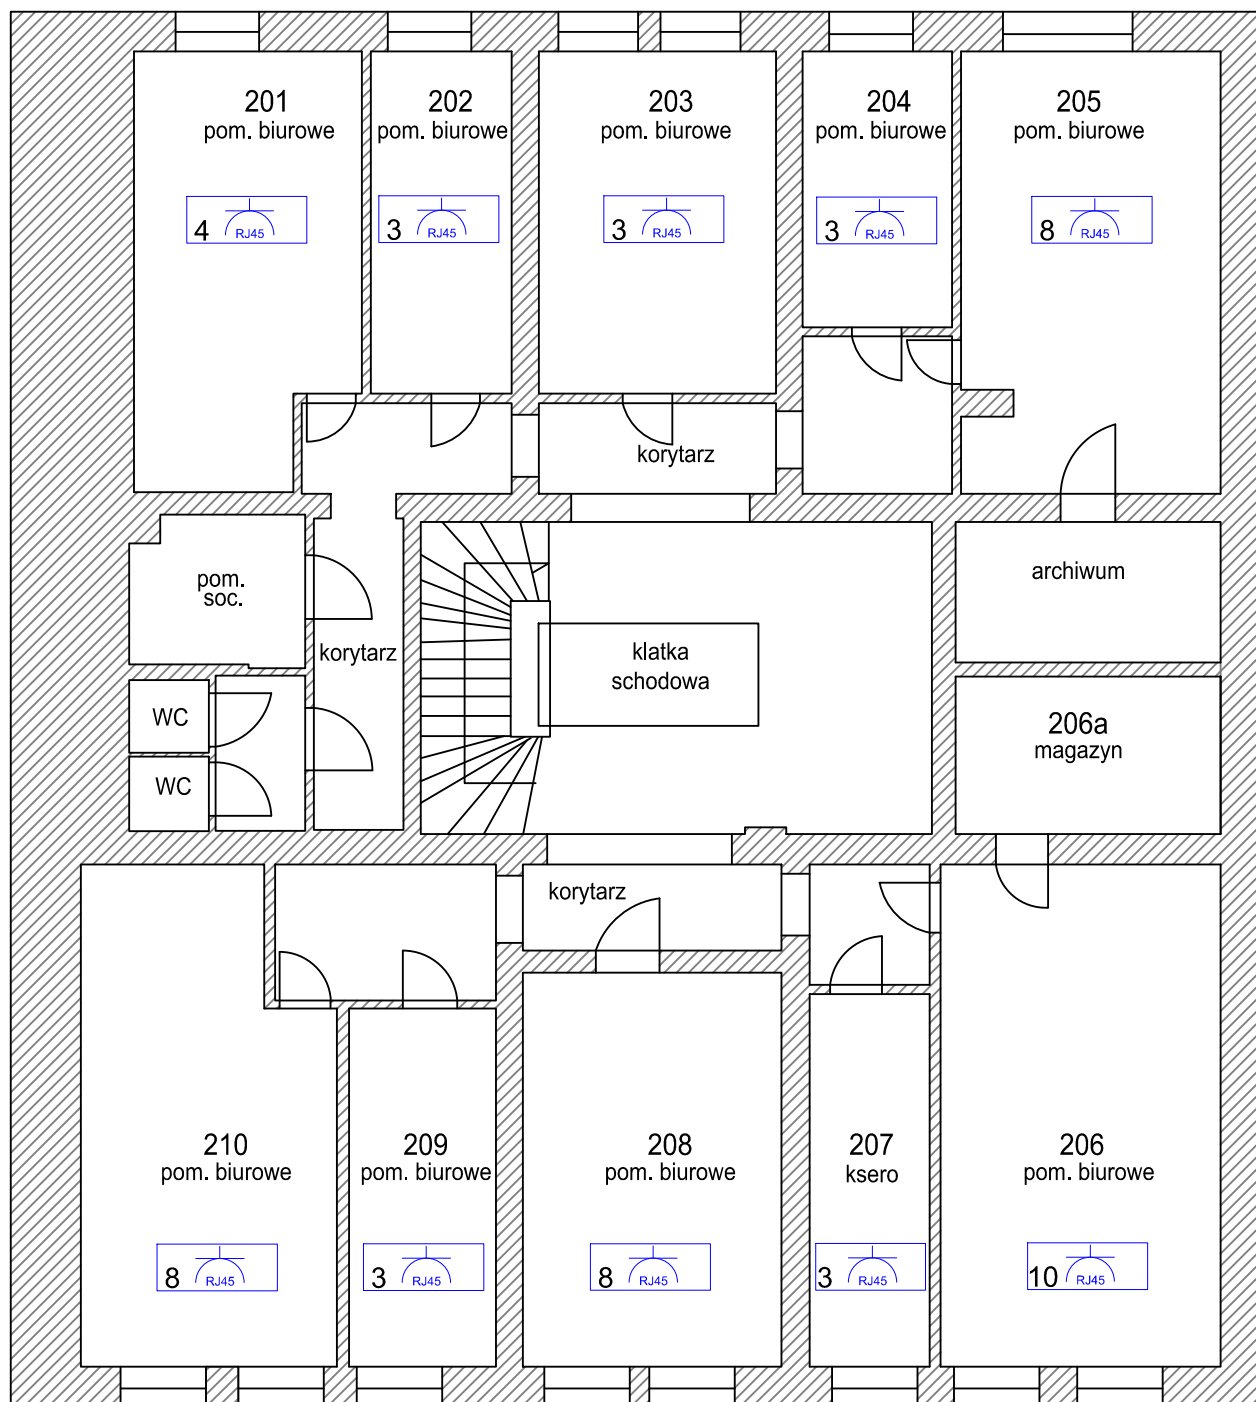 201
pom. biurowe
4 RJ45
202
pom. biurowe
3 RJ45
203
pom. biurowe
3 RJ45
204
pom. biurowe
3 RJ45
205
pom. biurowe
8 RJ45
korytarz
pom.
soc.
korytarz
klatka
schodowa
archiwum
WC
WC
206a
magazyn
korytarz
210
pom. biurowe
8 RJ45
209
pom. biurowe
3 RJ45
208
pom. biurowe
8 RJ45
207
ksero
3 RJ45
206
pom. biurowe
10 RJ45